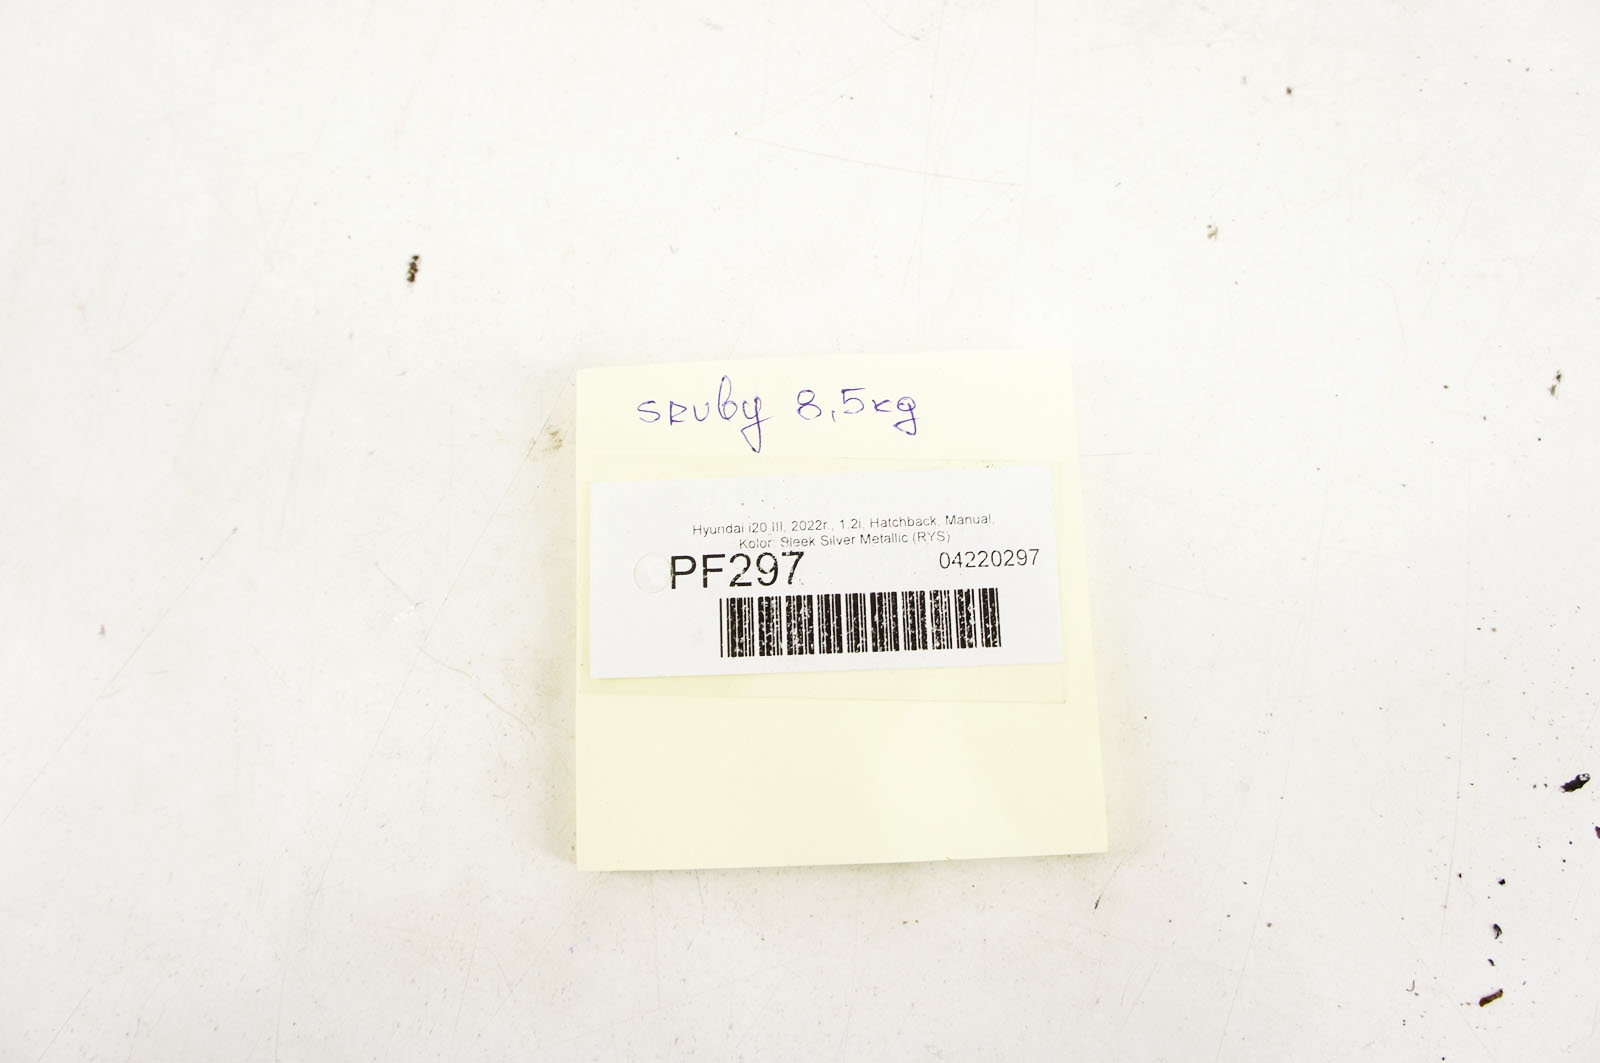 sruby 8,5kg
Hyundai i20 III, 2022r., 1.2i, Hatchback, Manual,
Kolor: Sleek Silver Metallic (RYS)
PF297 04220297